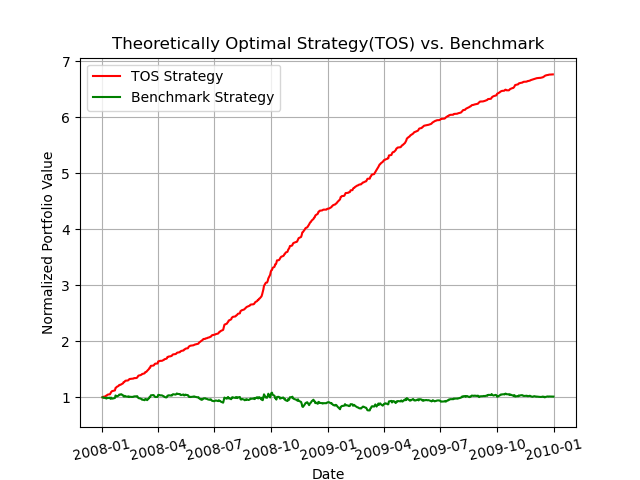 Theoretically Optimal Strategy(TOS) vs. Benchmark
TOS Strategy
Benchmark Strategy
Normalized Portfolio Value
7
6
5
4
3
2
1
2008-01 2008-04 2008-07 2008-10 2009-01 2009-04 2009-07 2009-10 2010-01
Date